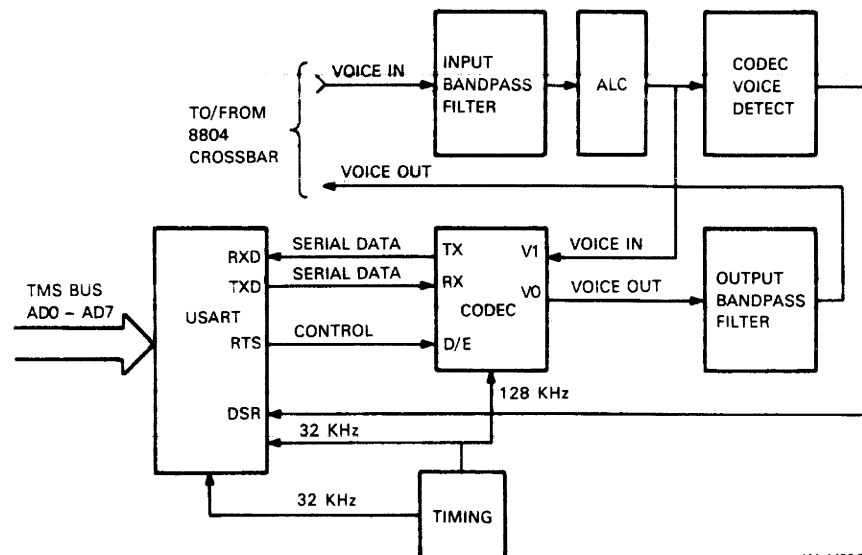 VOICE IN
INPUT
BANDPASS
FILTER
ALC
CODEC
VOICE
DETECT
TO/FROM
8804
CROSSBAR
VOICE OUT
RXD
SERIAL DATA
TX
V1
VOICE IN
TXD
SERIAL DATA
RX
V0
VOICE OUT
OUTPUT
BANDPASS
FILTER
TMS BUS
AD0 - AD7
USART
CODEC
RTS
CONTROL
D/E
128 KHz
DSR
32 KHz
32 KHz
TIMING